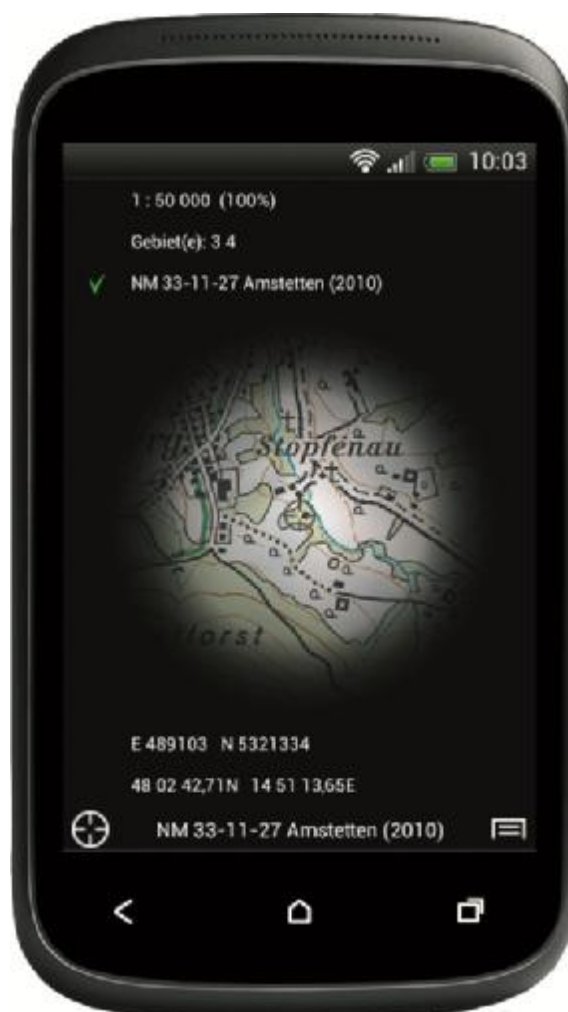 10:03
1 : 50 000 (100%)
Gebiet(e): 3 4
NM 33-11-27 Amstetten (2010)
Stopfenau
forst
E 489103 N 5321334
48 02 42,71N 14 51 13,65E
NM 33-11-27 Amstetten (2010)